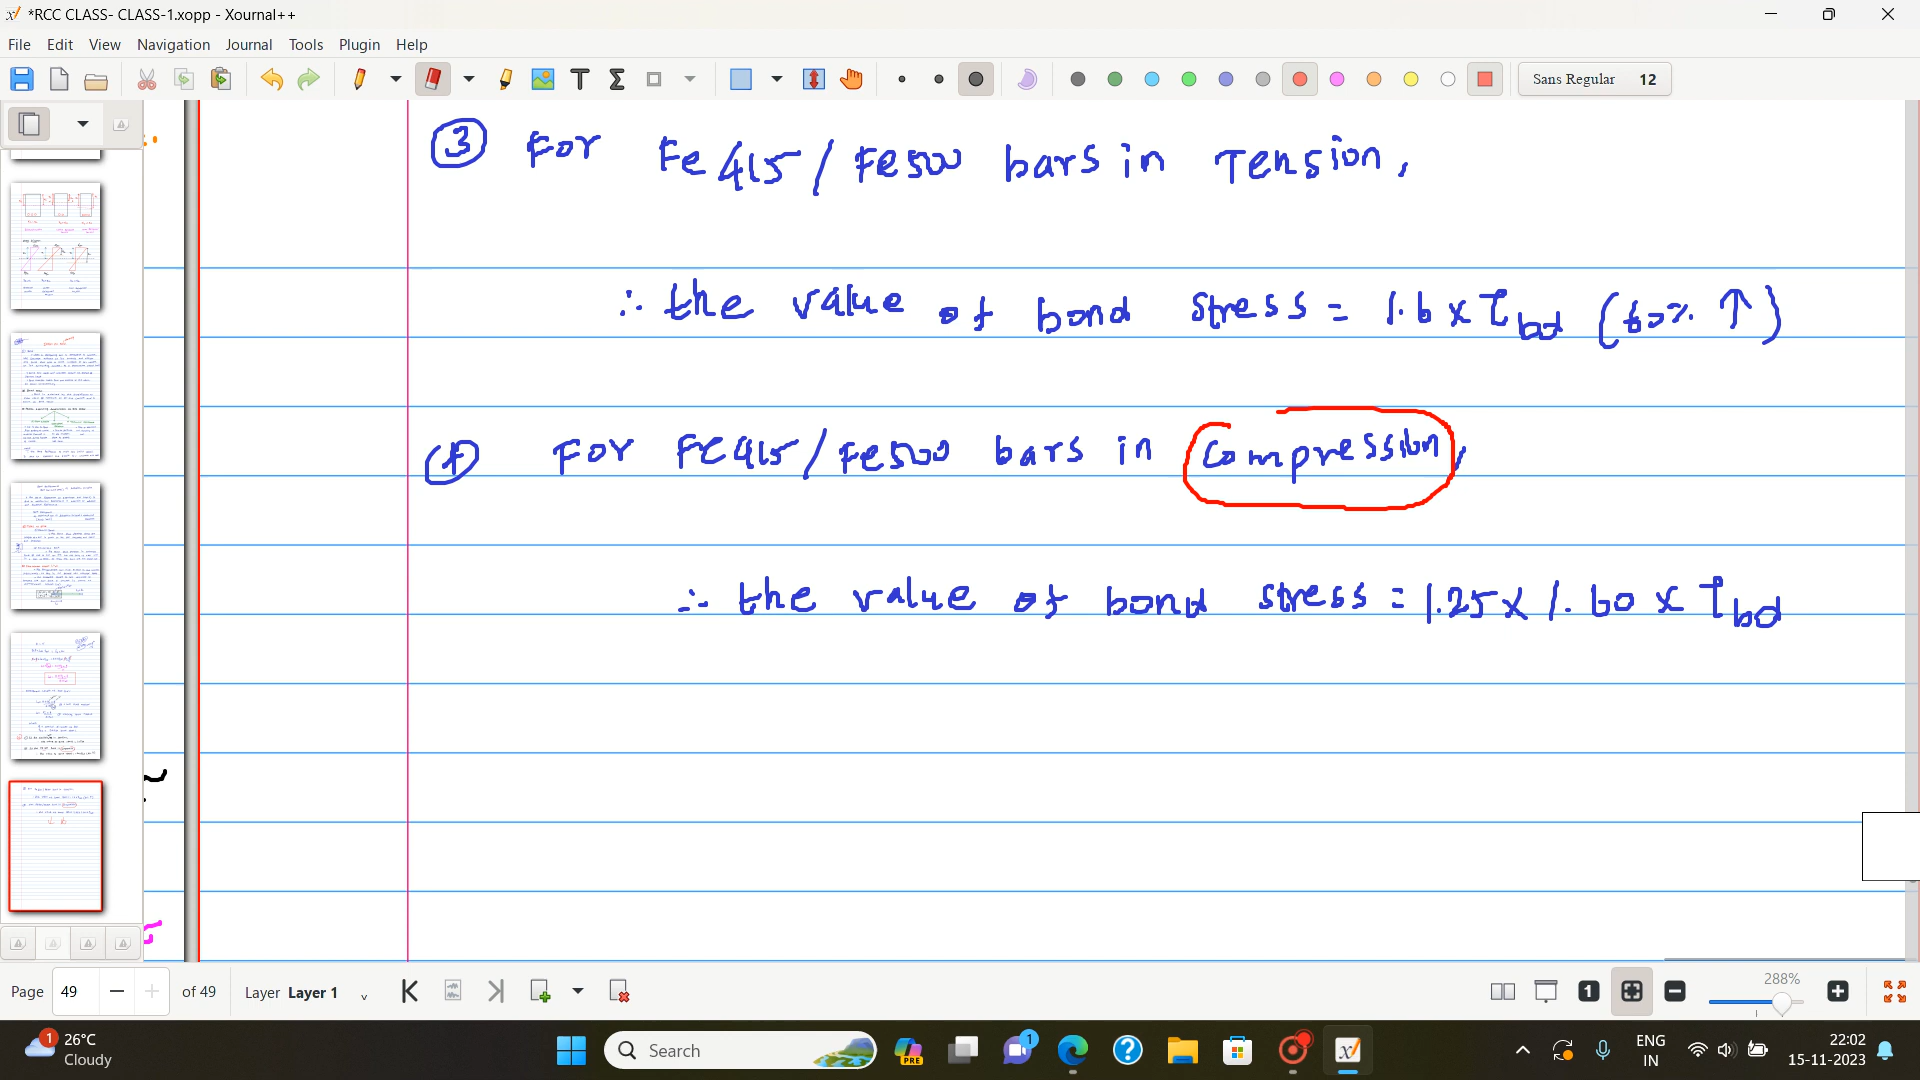 *RCC CLASS- CLASS-1.xopp - Xournal++
File Edit View Navigation Journal Tools Plugin Help
Sans Regular 12
③ For Fe415/Fe500 bars in Tension,
∴ the value of bond stress = 1.6 x τbd (60% ↑)
④ For Fe415/Fe500 bars in Compression,
∴ the value of bond stress = 1.25 x 1.60 x τbd
Page 49 of 49 Layer Layer 1 288%
1 26°C
Cloudy
Search
PRE
1
ENG
IN
22:02
15-11-2023